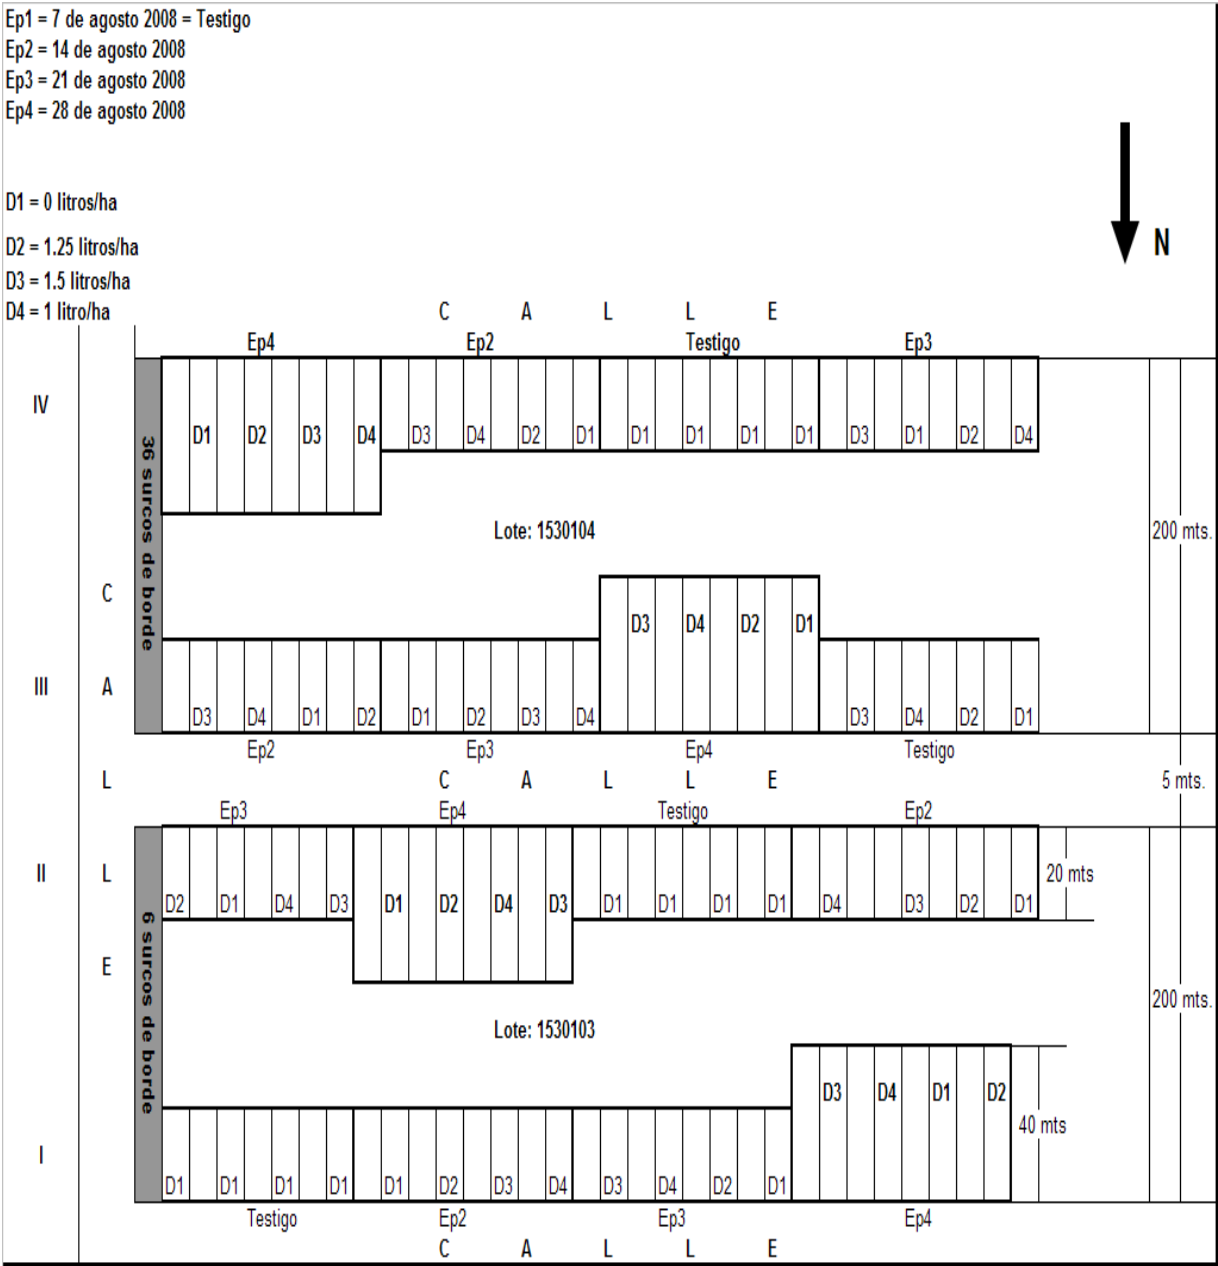 Ep1 = 7 de agosto 2008 = Testigo
Ep2 = 14 de agosto 2008
Ep3 = 21 de agosto 2008
Ep4 = 28 de agosto 2008
N
D1 = 0 litros/ha
D2 = 1.25 litros/ha
D3 = 1.5 litros/ha
D4 = 1 litro/ha
C A L L E
Ep4 Ep2 Testigo Ep3
IV
D1 D2 D3 D4 D3 D4 D2 D1 D1 D1 D1 D1 D3 D1 D2 D4
36 surcos de borde
Lote: 1530104
200 mts.
C A L L E
D3 D4 D2 D1
III
D3 D4 D1 D2 D1 D2 D3 D4 D3 D4 D2 D1
Ep2 Ep3 Ep4 Testigo
C A L L E
5 mts.
Ep3 Ep4 Testigo Ep2
II
20 mts
D2 D1 D4 D3 D1 D2 D4 D3 D1 D1 D1 D1 D4 D3 D2 D1
6 surcos de borde
200 mts.
Lote: 1530103
D3 D4 D1 D2
40 mts
I
D1 D1 D1 D1 D1 D2 D3 D4 D3 D4 D2 D1
Testigo Ep2 Ep3 Ep4
C A L L E